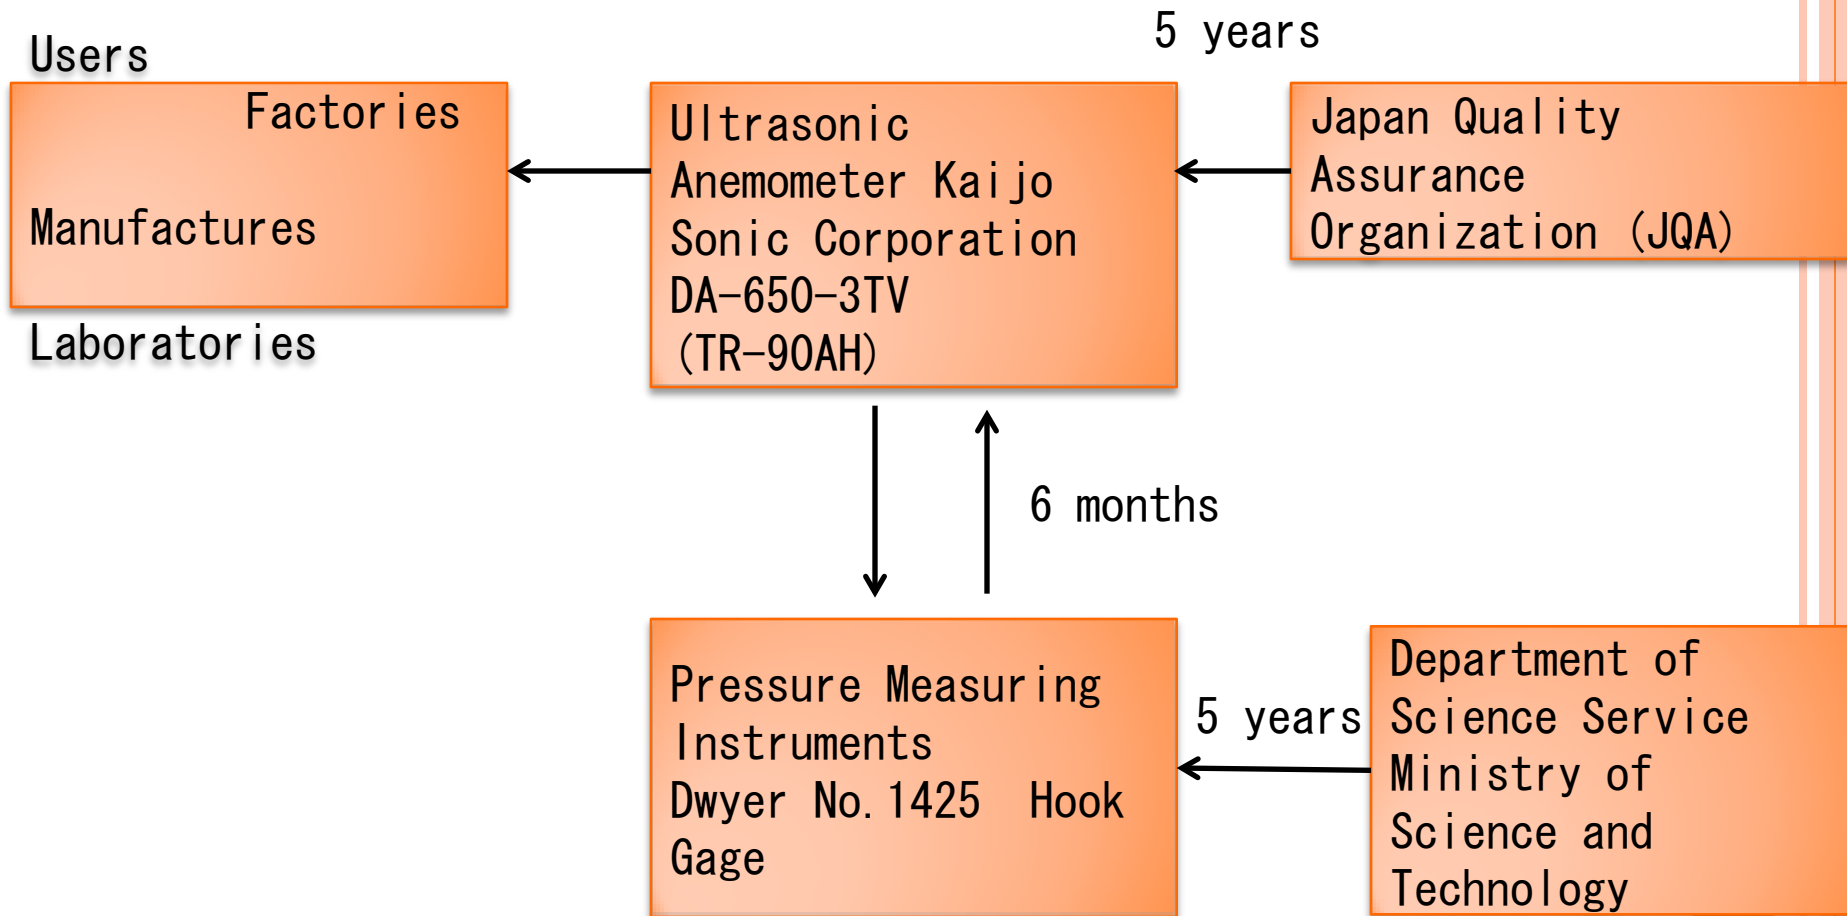 Users
Factories
Manufactures
Laboratories
5 years
Ultrasonic
Anemometer Kaijo
Sonic Corporation
DA-650-3TV
(TR-90AH)
Japan Quality
Assurance
Organization (JQA)
6 months
Pressure Measuring
Instruments
Dwyer No.1425  Hook
Gage
5 years
Department of
Science Service
Ministry of
Science and
Technology